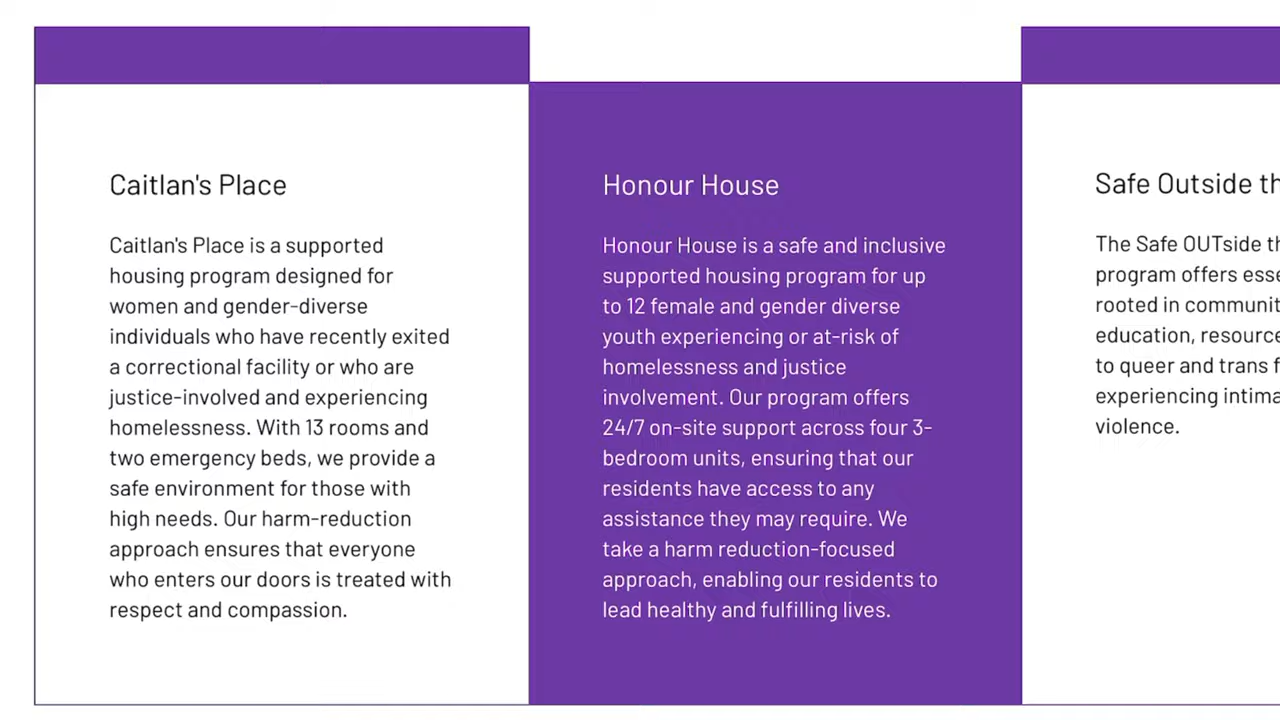 Caitlan's Place
Caitlan's Place is a supported
housing program designed for
women and gender-diverse
individuals who have recently exited
a correctional facility or who are
justice-involved and experiencing
homelessness. With 13 rooms and
two emergency beds, we provide a
safe environment for those with
high needs. Our harm-reduction
approach ensures that everyone
who enters our doors is treated with
respect and compassion.
Honour House
Honour House is a safe and inclusive
supported housing program for up
to 12 female and gender diverse
youth experiencing or at-risk of
homelessness and justice
involvement. Our program offers
24/7 on-site support across four 3-
bedroom units, ensuring that our
residents have access to any
assistance they may require. We
take a harm reduction-focused
approach, enabling our residents to
lead healthy and fulfilling lives.
Safe Outside
The Safe OUTside
program offers
rooted in
education,
to queer and trans
experiencing
violence.